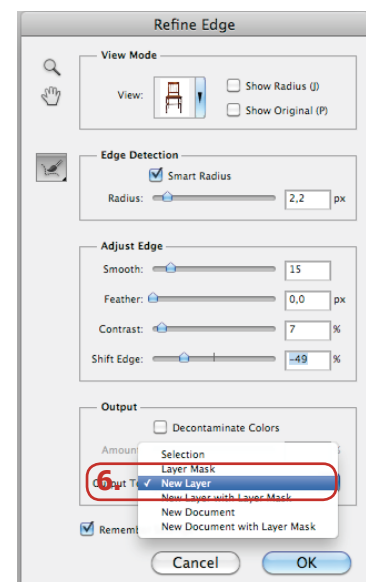 Refine Edge
View Mode
View:
Show Radius (J)
Show Original (P)
Edge Detection
Smart Radius
Radius: 2,2 px
Adjust Edge
Smooth: 15
Feather: 0,0 px
Contrast: 7 %
Shift Edge: -49 %
Output
Decontaminate Colors
Selection
Layer Mask
6. ✓ New Layer
New Layer with Layer Mask
New Document
New Document with Layer Mask
Cancel OK